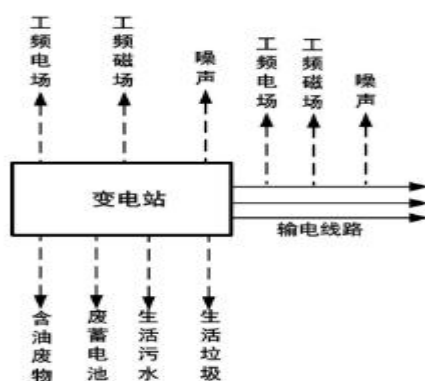 工频电场
工频磁场
噪声
工频电场
工频磁场
噪声
变电站
输电线路
含油废物
废蓄电池
生活污水
生活垃圾